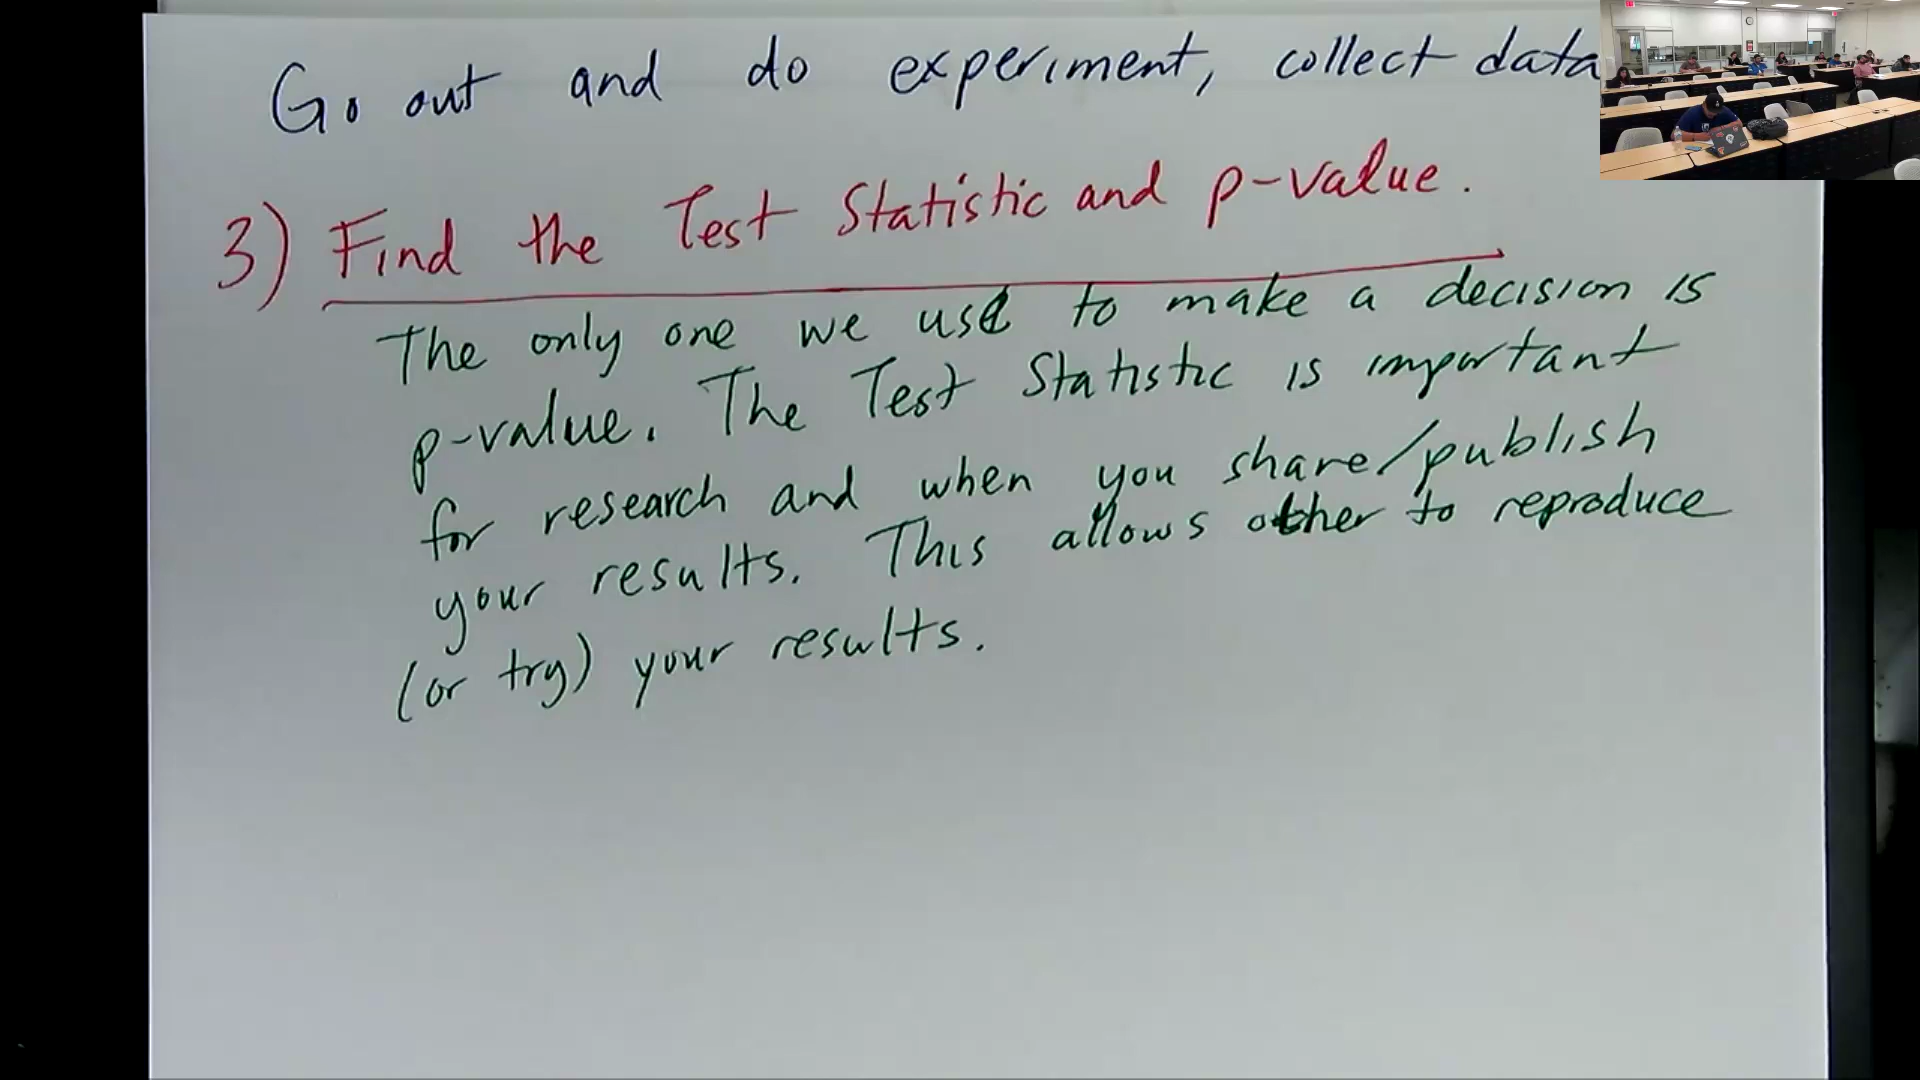 Go out and do experiment, collect data
3) Find the Test Statistic and p-value.
The only one we use to make a decision is
p-value. The Test Statistic is important
for research and when you share/publish
your results. This allows other to reproduce
(or try) your results.